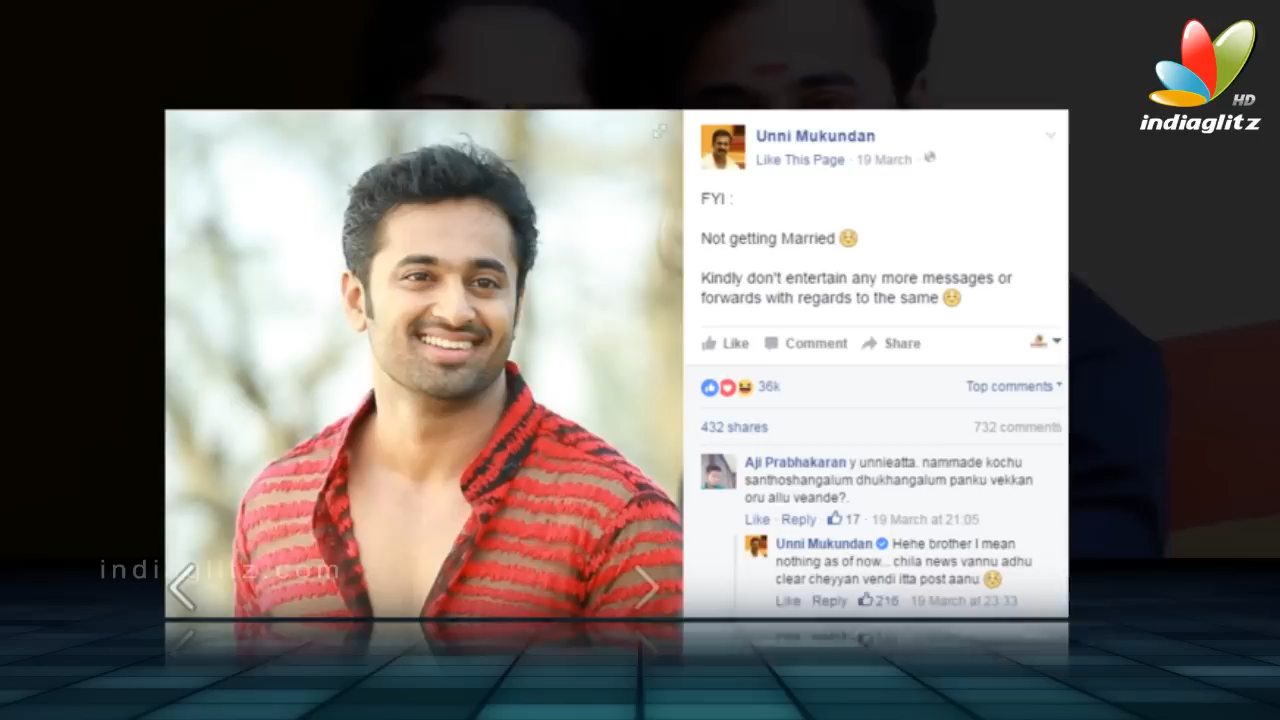 HD
indiaglitz
Unni Mukundan
Like This Page · 19 March ·
FYI :
Not getting Married ☺️
Kindly don't entertain any more messages or
forwards with regards to the same ☺️
Like Comment Share
36k Top comments
432 shares 732 comments
Aji Prabhakaran y unnieatta. nammade kochu
santhoshangalum dhukhangalum panku vekkan
oru allu veande?.
Like · Reply · 17 · 19 March at 21:05
Unni Mukundan Hehe brother I mean
nothing as of now... chila news vannu adhu
clear cheyyan vendi itta post aanu ☺️
Like · Reply · 216 · 19 March at 23:33
indiaglitz.com